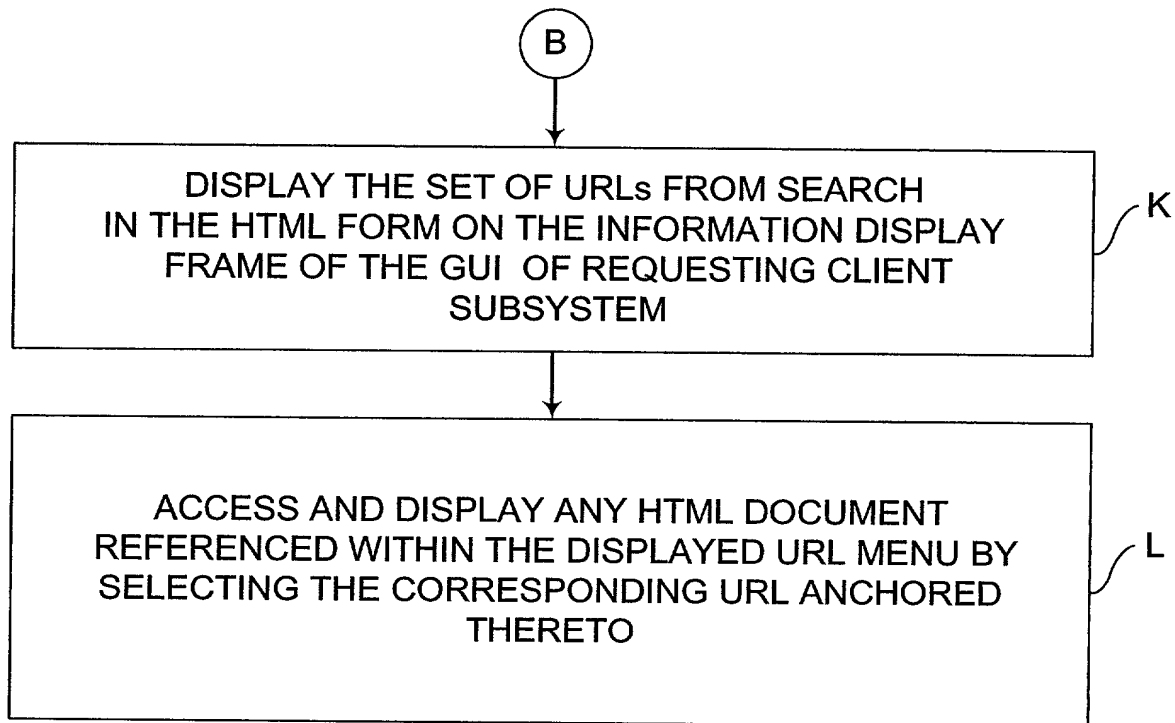 B
DISPLAY THE SET OF URLs FROM SEARCH
IN THE HTML FORM ON THE INFORMATION DISPLAY
FRAME OF THE GUI OF REQUESTING CLIENT
SUBSYSTEM
K
ACCESS AND DISPLAY ANY HTML DOCUMENT
REFERENCED WITHIN THE DISPLAYED URL MENU BY
SELECTING THE CORRESPONDING URL ANCHORED
THERETO
L